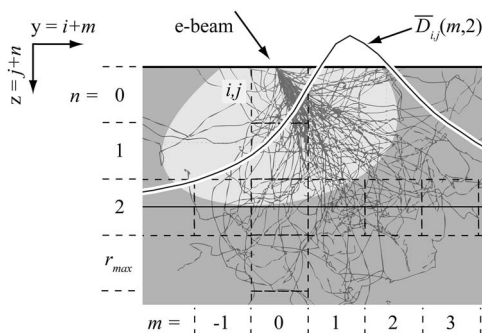 y = i+m
z = j+n
e-beam
D̅i,j(m,2)
n = 0
i,j
1
2
rmax
m = -1 0 1 2 3